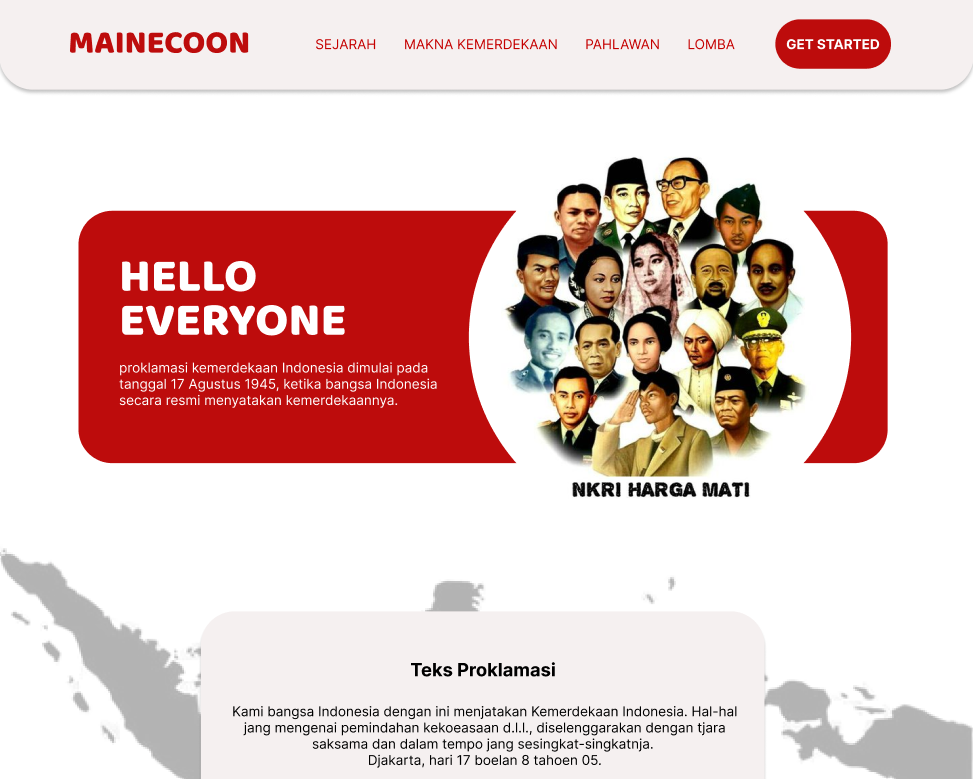 MAINECOON
SEJARAH
MAKNA KEMERDEKAAN
PAHLAWAN
LOMBA
GET STARTED
HELLO
EVERYONE
proklamasi kemerdekaan Indonesia dimulai pada
tanggal 17 Agustus 1945, ketika bangsa Indonesia
secara resmi menyatakan kemerdekaannya.
NKRI HARGA MATI
Teks Proklamasi
Kami bangsa Indonesia dengan ini menjatakan Kemerdekaan Indonesia. Hal-hal
jang mengenai pemindahan kekoeasaan d.l.l., diselenggarakan dengan tjara
saksama dan dalam tempo jang sesingkat-singkatnja.
Djakarta, hari 17 boelan 8 tahoen 05.